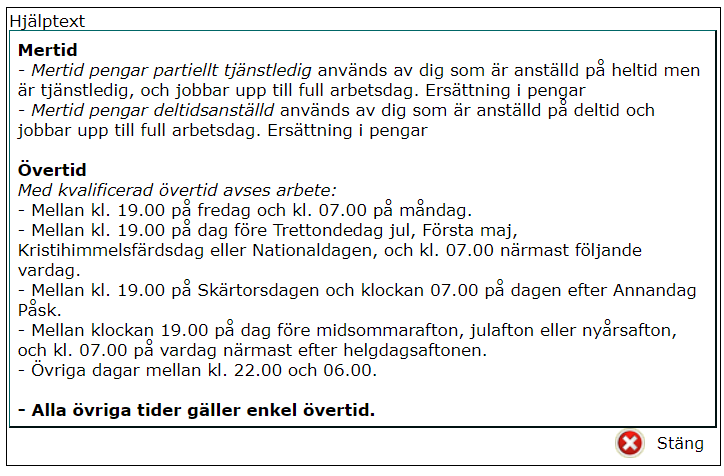 Hjälptext
Mertid
- Mertid pengar partiellt tjänstledig används av dig som är anställd på heltid men
är tjänstledig, och jobbar upp till full arbetsdag. Ersättning i pengar
- Mertid pengar deltidsanställd används av dig som är anställd på deltid och
jobbar upp till full arbetsdag. Ersättning i pengar
Övertid
Med kvalificerad övertid avses arbete:
- Mellan kl. 19.00 på fredag och kl. 07.00 på måndag.
- Mellan kl. 19.00 på dag före Trettondedag jul, Första maj,
Kristihimmelsfärdsdag eller Nationaldagen, och kl. 07.00 närmast följande
vardag.
- Mellan kl. 19.00 på Skärtorsdagen och klockan 07.00 på dagen efter Annandag
Påsk.
- Mellan klockan 19.00 på dag före midsommarafton, julafton eller nyårsafton,
och kl. 07.00 på vardag närmast efter helgdagsaftonen.
- Övriga dagar mellan kl. 22.00 och 06.00.
- Alla övriga tider gäller enkel övertid.
Stäng